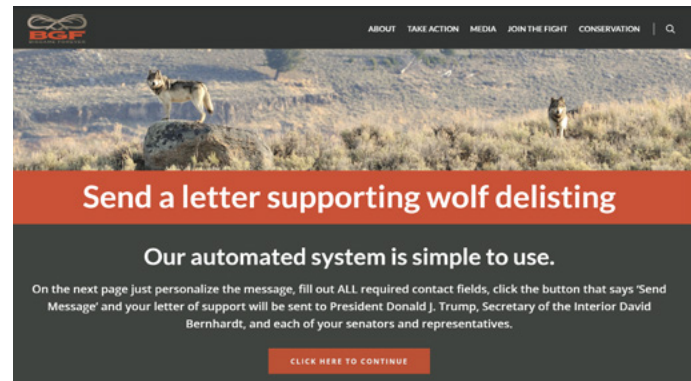 BGF
ABOUT TAKE ACTION MEDIA JOIN THE FIGHT CONSERVATION
Send a letter supporting wolf delisting
Our automated system is simple to use.
On the next page just personalize the message, fill out ALL required contact fields, click the button that says 'Send
Message' and your letter of support will be sent to President Donald J. Trump, Secretary of the Interior David
Bernhardt, and each of your senators and representatives.
CLICK HERE TO CONTINUE